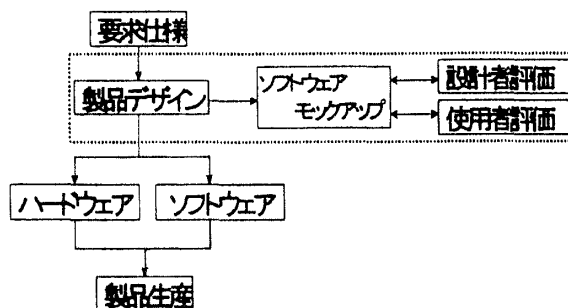 要求仕様
製品デザイン
ソフトウェア
モックアップ
設計者評価
使用者評価
ハードウェア
ソフトウェア
製品生産